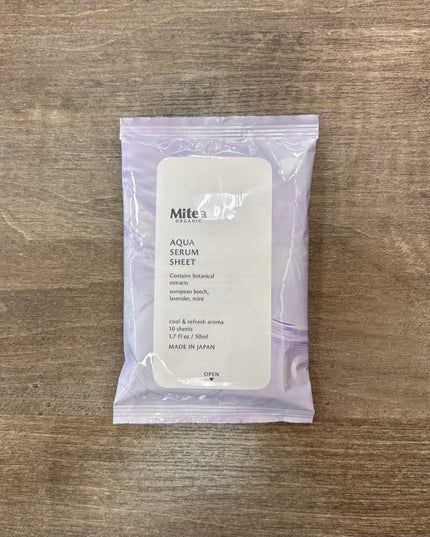 Mitea
ORGANIC
AQUA
SERUM
SHEET
Contains botanical
extracts
european beech,
lavender, mint
cool & refresh aroma
10 sheets
1.7 fl oz / 50ml
MADE IN JAPAN
OPEN